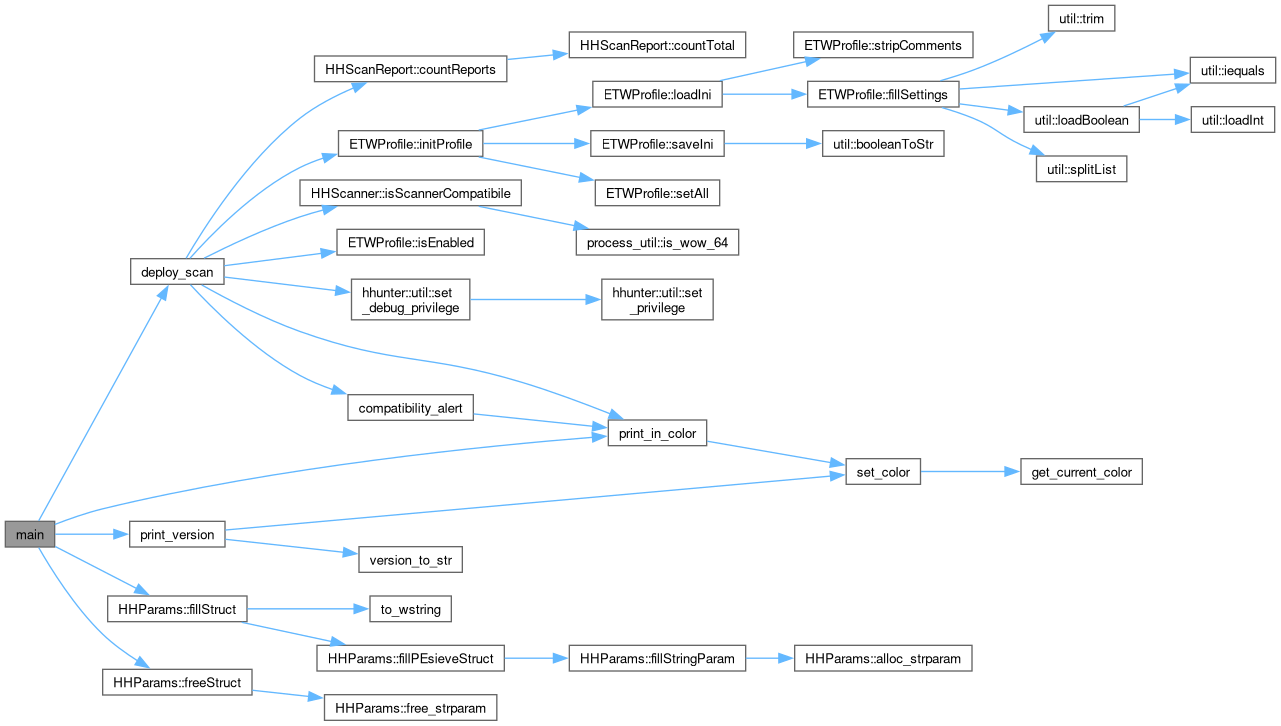 util::trim
HHScanReport::countTotal
ETWProfile::stripComments
HHScanReport::countReports
util::iequals
ETWProfile::loadIni
ETWProfile::fillSettings
util::loadBoolean
util::loadInt
ETWProfile::initProfile
ETWProfile::saveIni
util::booleanToStr
util::splitList
HHScanner::isScannerCompatibile
ETWProfile::setAll
ETWProfile::isEnabled
process_util::is_wow_64
deploy_scan
hhunter::util::set
_debug_privilege
hhunter::util::set
_privilege
compatibility_alert
print_in_color
set_color
get_current_color
main
print_version
version_to_str
HHParams::fillStruct
to_wstring
HHParams::fillPEsieveStruct
HHParams::fillStringParam
HHParams::alloc_strparam
HHParams::freeStruct
HHParams::free_strparam